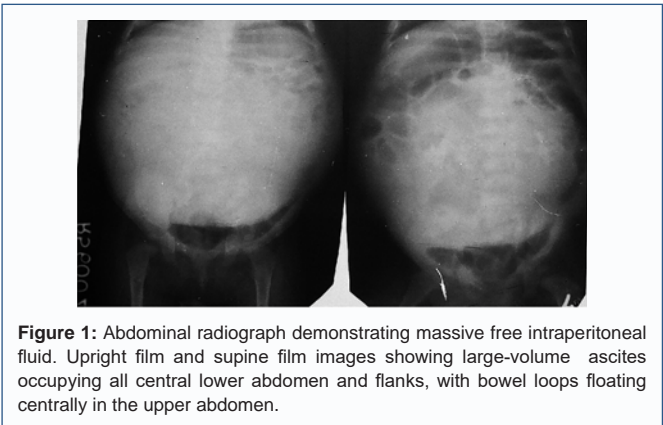 Figure 1: Abdominal radiograph demonstrating massive free intraperitoneal
fluid. Upright film and supine film images showing large-volume ascites
occupying all central lower abdomen and flanks, with bowel loops floating
centrally in the upper abdomen.